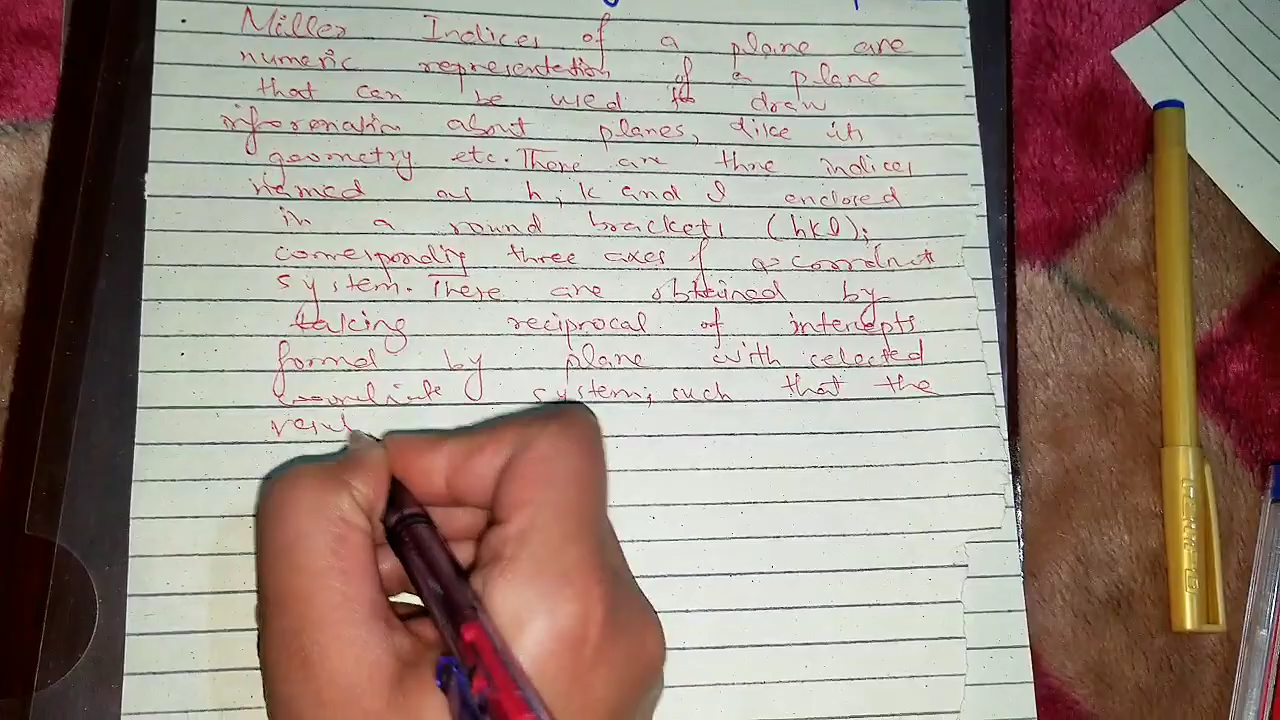 Miller Indices of a plane are
numeric representation of a plane
that can be used to draw
information about planes, like its
geometry etc. There are three indices
named as h, k and l enclosed
in a round brackets (hkl);
corresponding three axes of a coordinate
system. These are obtained by
taking reciprocal of intercepts
formed by plane with selected
coordinate system; such that the